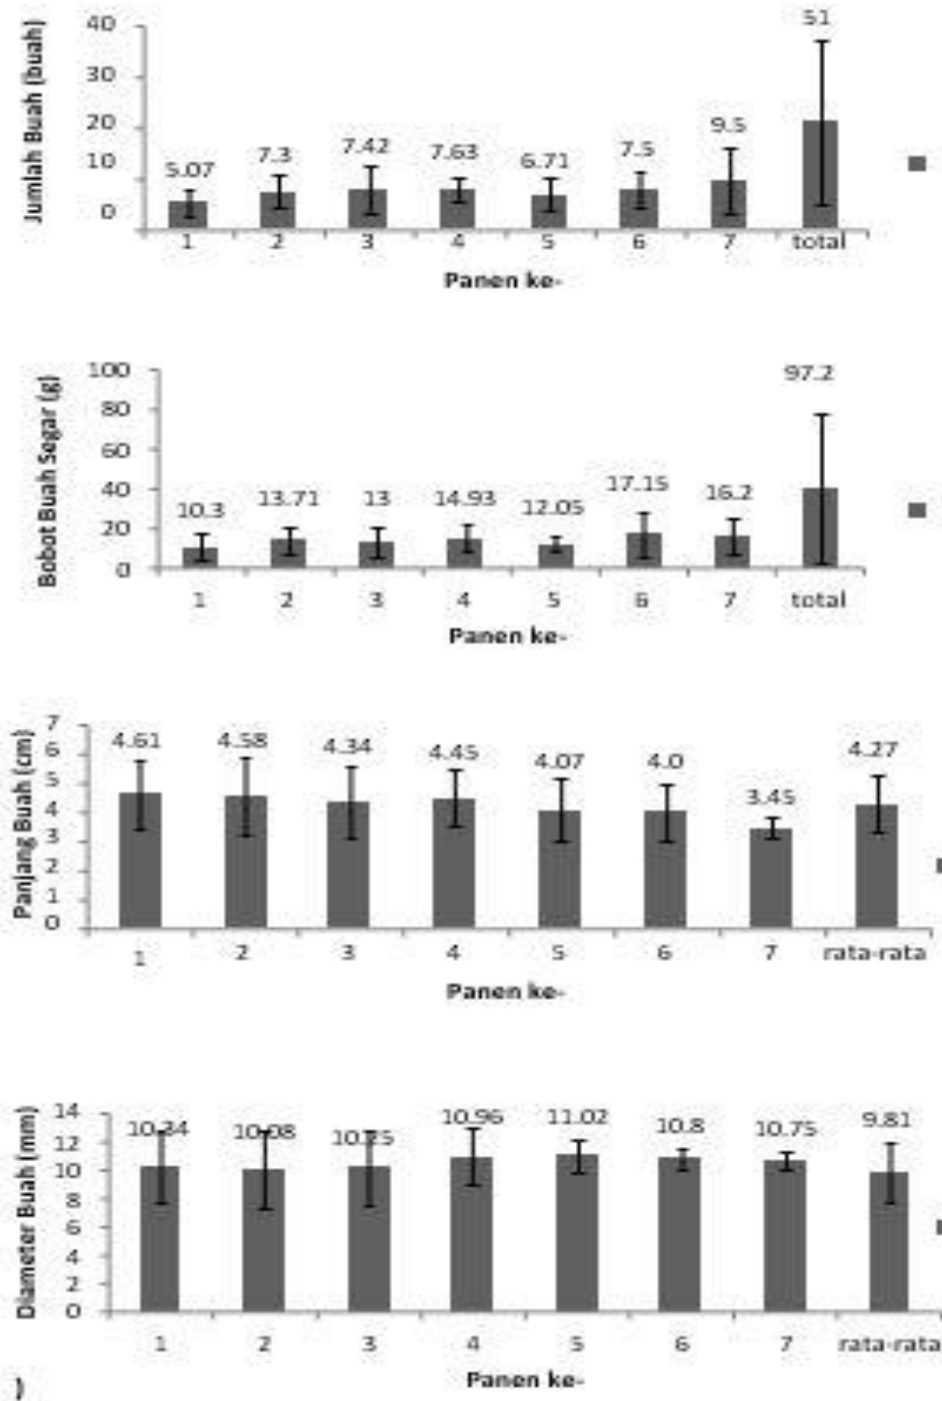 Jumlah Buah (buah)
40
30
20
10
0
5.07 7.3 7.42 7.63 6.71 7.5 9.5 51
1 2 3 4 5 6 7 total
Panen ke-
Bobot Buah Segar (g)
100
80
60
40
20
0
10.3 13.71 13 14.93 12.05 17.15 16.2 97.2
1 2 3 4 5 6 7 total
Panen ke-
Panjang Buah (cm)
7
6
5
4
3
2
1
0
4.61 4.58 4.34 4.45 4.07 4.0 3.45 4.27
1 2 3 4 5 6 7 rata-rata
Panen ke-
Diameter Buah (mm)
14
12
10
8
6
4
2
0
10.34 10.08 10.25 10.96 11.02 10.8 10.75 9.81
1 2 3 4 5 6 7 rata-rata
Panen ke-
)